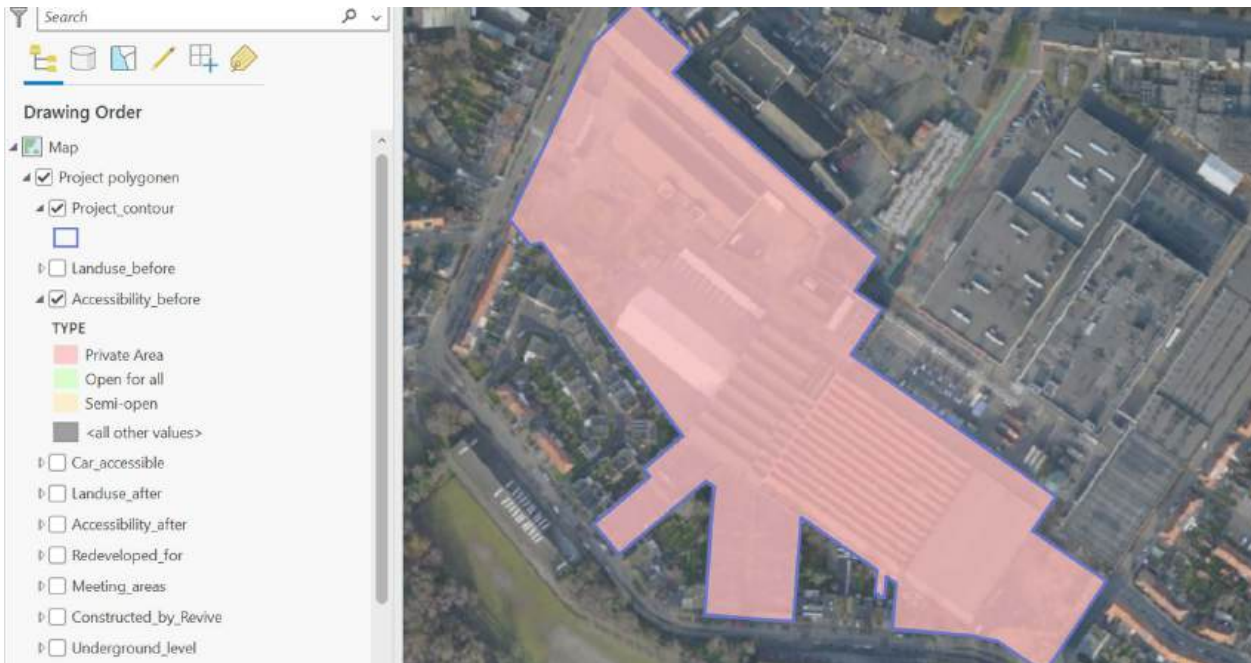 Search
Drawing Order
Map
Project polygonen
Project_contour
Landuse_before
Accessibility_before
TYPE
Private Area
Open for all
Semi-open
<all other values>
Car_accessible
Landuse_after
Accessibility_after
Redeveloped_for
Meeting_areas
Constructed_by_Revive
Underground_level